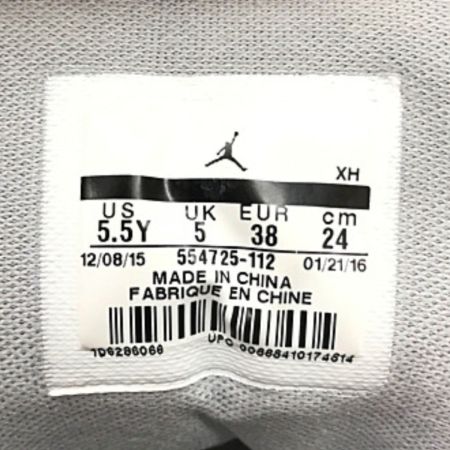 XH
US UK EUR cm
5.5Y 5 38 24
12/08/15 554725-112 01/21/16
MADE IN CHINA
FABRIQUE EN CHINE
UPC 00888410174614